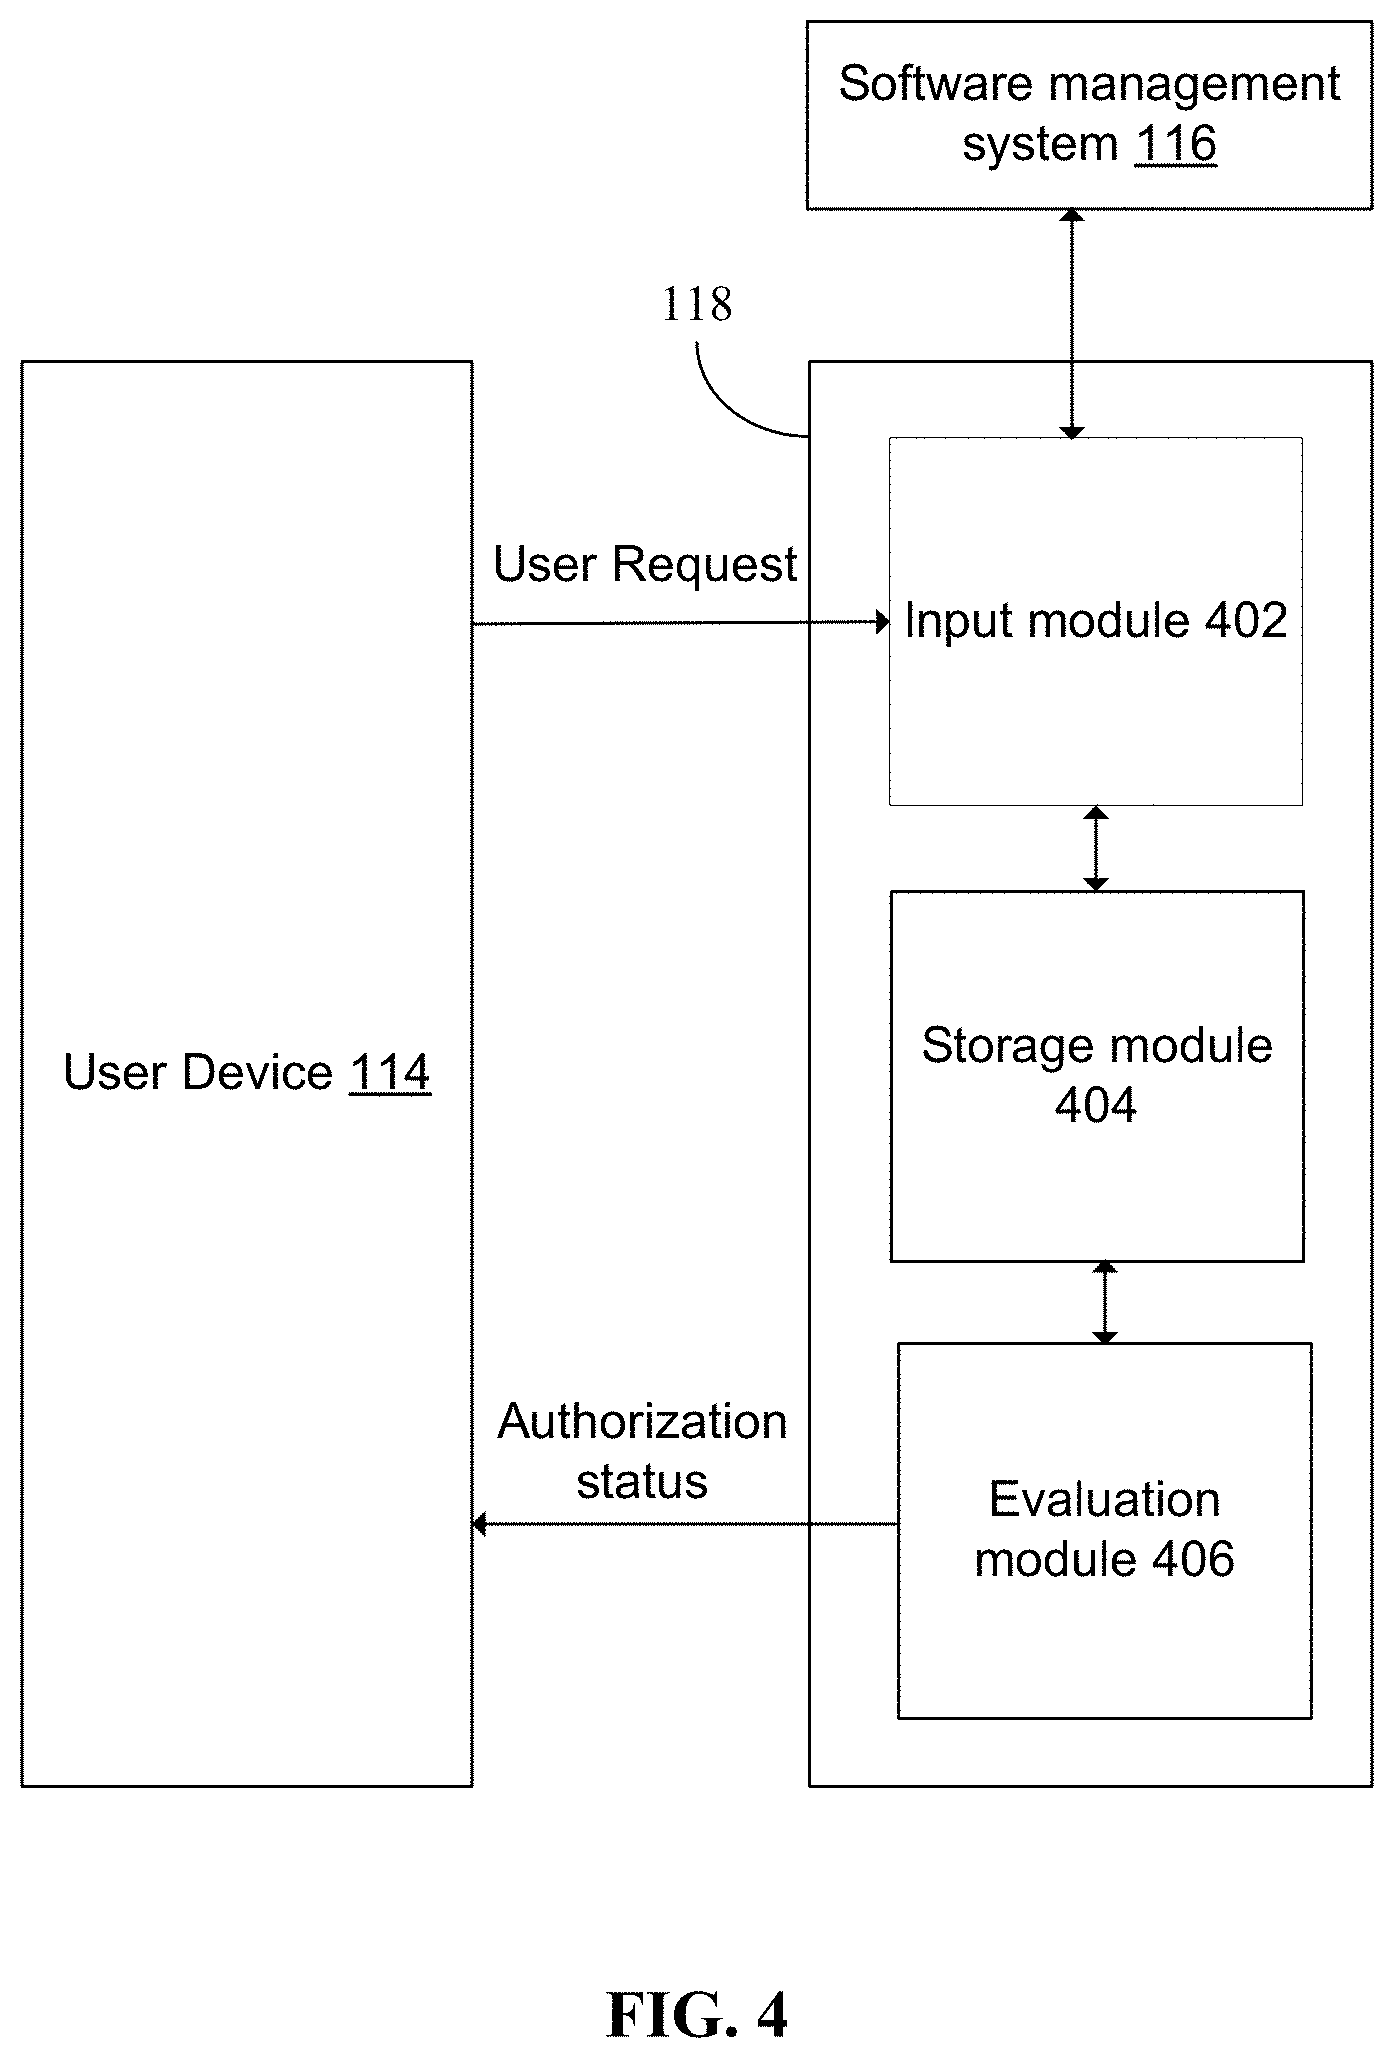 Software management
system 116
118
User Request
Input module 402
User Device 114
Storage module
404
Authorization
status
Evaluation
module 406
FIG. 4